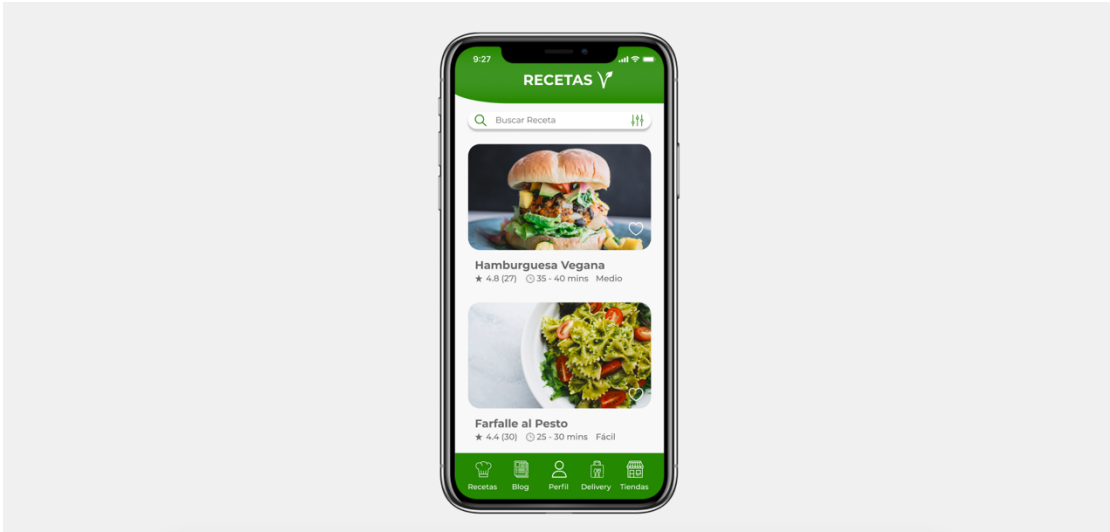 9:27
RECETAS
Buscar Receta
Hamburguesa Vegana
★ 4.8 (27) 35 - 40 mins Medio
Farfalle al Pesto
★ 4.4 (30) 25 - 30 mins Fácil
Recetas Blog Perfil Delivery Tiendas